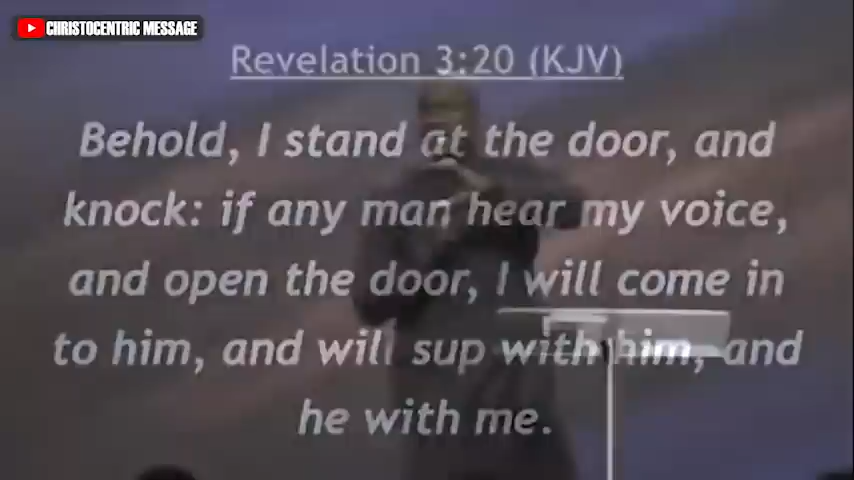 CHRISTOCENTRIC MESSAGE
Revelation 3:20 (KJV)
Behold, I stand at the door, and
knock: if any man hear my voice,
and open the door, I will come in
to him, and will sup with him, and
he with me.